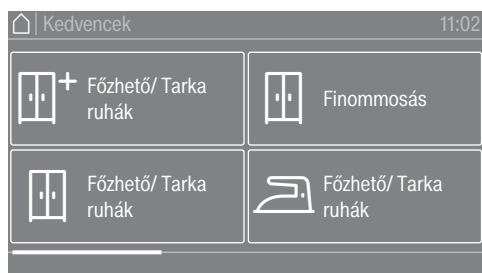 Kedvencek 11:02
Főzhető/ Tarka
ruhák
Finommosás
Főzhető/ Tarka
ruhák
Főzhető/ Tarka
ruhák